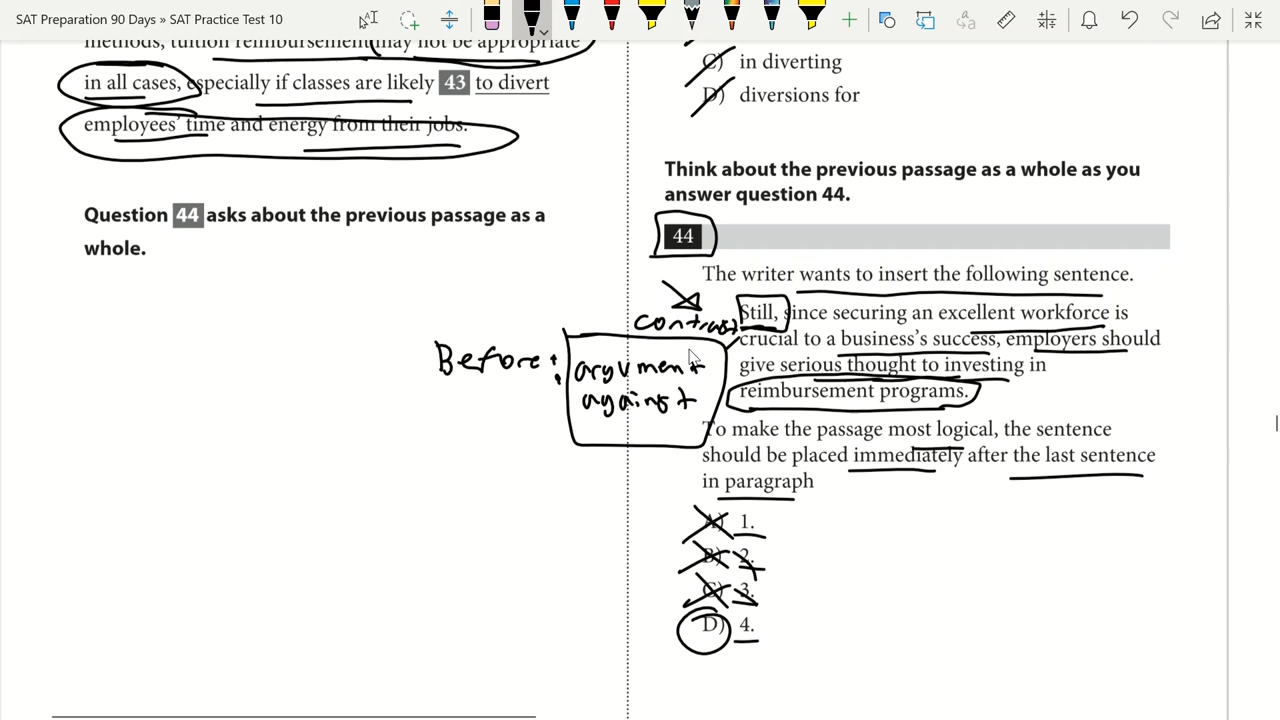 SAT Preparation 90 Days » SAT Practice Test 10
methods, tuition reimbursement may not be appropriate
in all cases, especially if classes are likely 43 to divert
employees' time and energy from their jobs.
Question 44 asks about the previous passage as a
whole.
C) in diverting
D) diversions for
Think about the previous passage as a whole as you
answer question 44.
44
The writer wants to insert the following sentence.
Still, since securing an excellent workforce is
crucial to a business's success, employers should
give serious thought to investing in
reimbursement programs.
contrast
Before:
argument
against
To make the passage most logical, the sentence
should be placed immediately after the last sentence
in paragraph
A) 1.
B) 2.
C) 3.
D) 4.